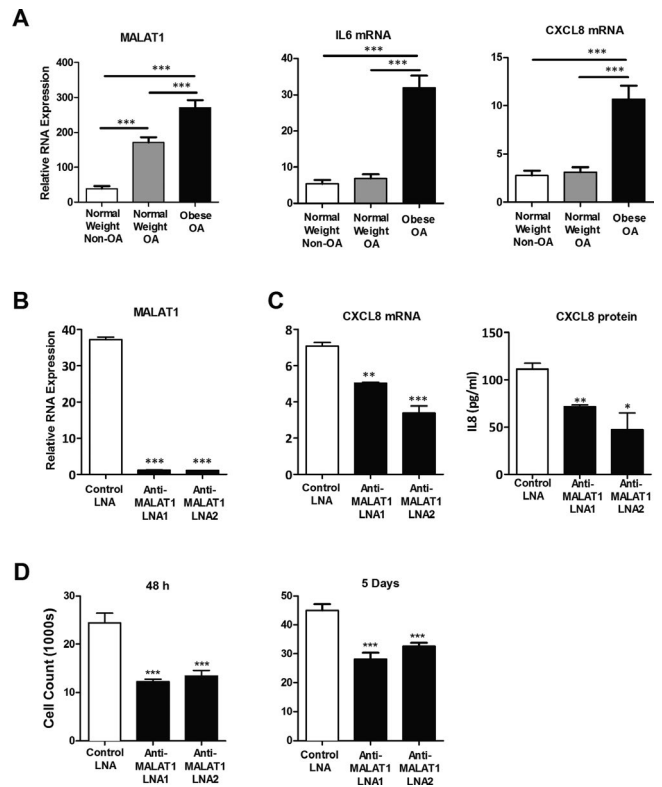 A
MALAT1
Relative RNA Expression
400
300
200
100
0
***
***
***
Normal Weight Non-OA
Normal Weight OA
Obese OA
IL6 mRNA
40
30
20
10
0
***
***
Normal Weight Non-OA
Normal Weight OA
Obese OA
CXCL8 mRNA
15
10
5
0
***
***
Normal Weight Non-OA
Normal Weight OA
Obese OA
B
MALAT1
Relative RNA Expression
40
30
20
10
0
***
***
Control LNA
Anti-MALAT1 LNA1
Anti-MALAT1 LNA2
C
CXCL8 mRNA
8
6
4
2
0
**
***
Control LNA
Anti-MALAT1 LNA1
Anti-MALAT1 LNA2
CXCL8 protein
IL8 (pg/ml)
150
100
50
0
**
*
Control LNA
Anti-MALAT1 LNA1
Anti-MALAT1 LNA2
D
48 h
Cell Count (1000s)
30
20
10
0
***
***
Control LNA
Anti-MALAT1 LNA1
Anti-MALAT1 LNA2
5 Days
50
40
30
20
10
0
***
***
Control LNA
Anti-MALAT1 LNA1
Anti-MALAT1 LNA2